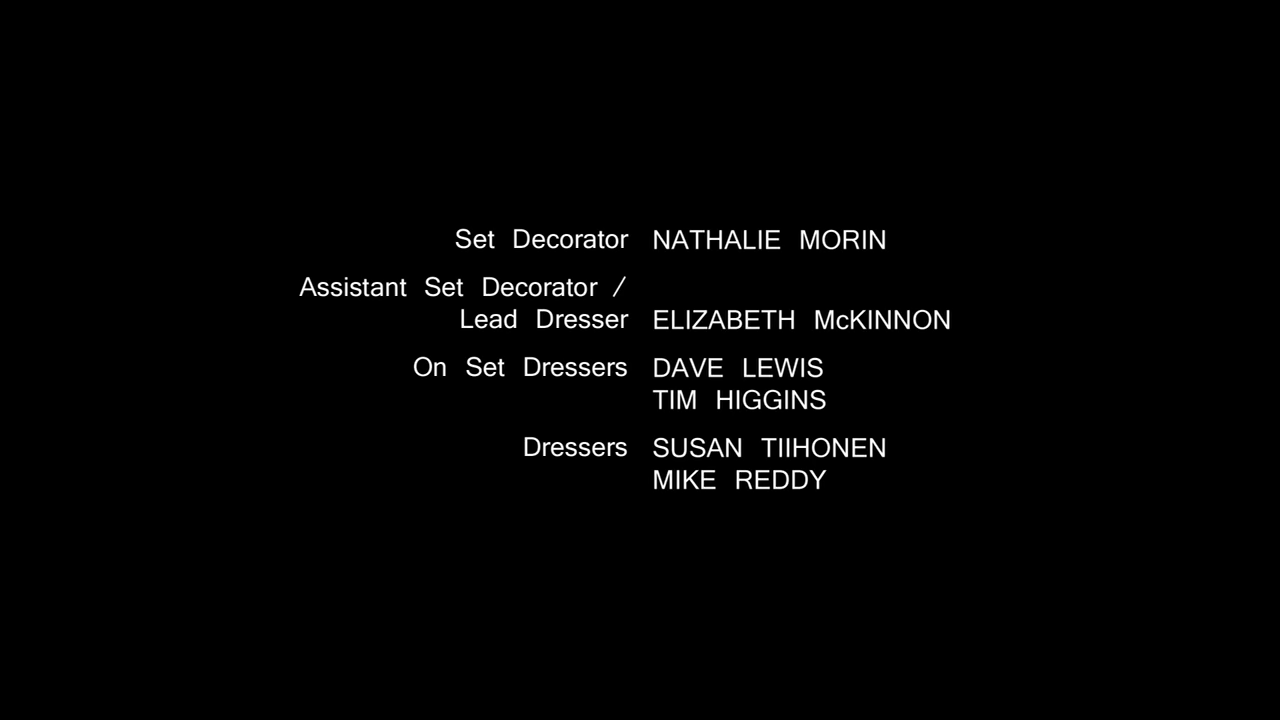 Set Decorator NATHALIE MORIN
Assistant Set Decorator /
Lead Dresser ELIZABETH McKINNON
On Set Dressers DAVE LEWIS
TIM HIGGINS
Dressers SUSAN TIIHONEN
MIKE REDDY